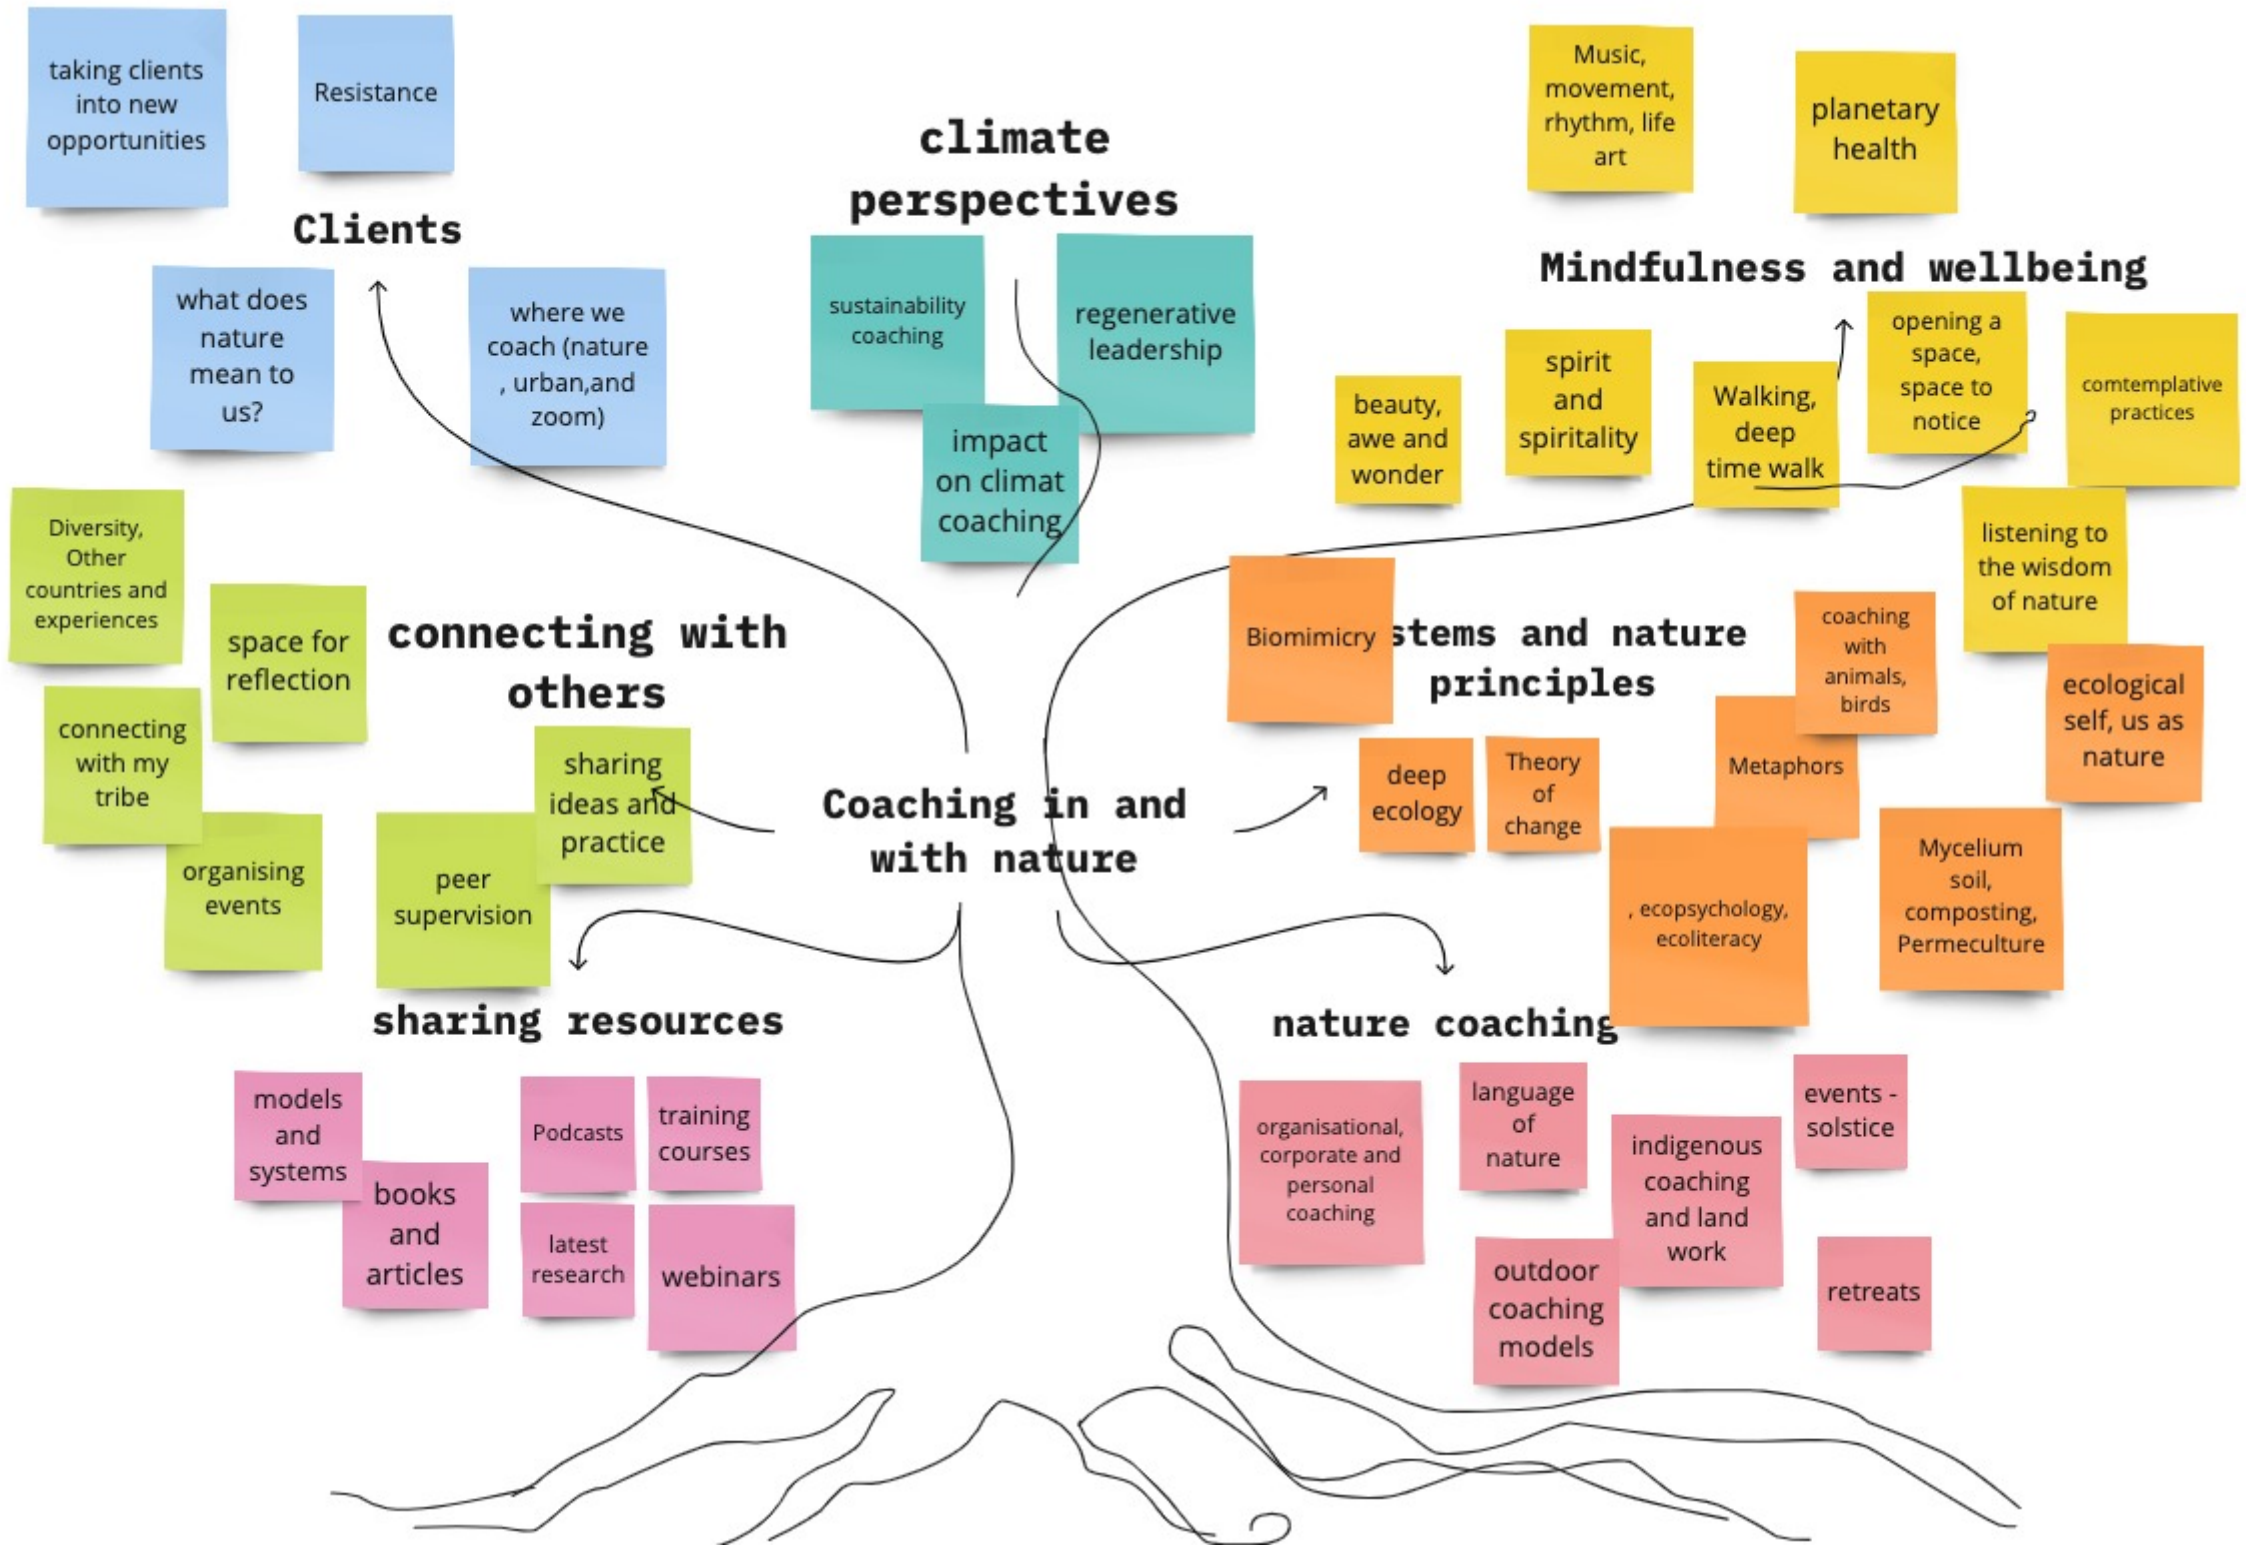 taking clients
into new
opportunities
Resistance
Clients
what does
nature
mean to
us?
where we
coach (nature
, urban,and
zoom)
climate
perspectives
sustainability
coaching
regenerative
leadership
impact
on climat
coaching
Music,
movement,
rhythm, life
art
planetary
health
Mindfulness and wellbeing
beauty,
awe and
wonder
spirit
and
spiritality
Walking,
deep
time walk
opening a
space,
space to
notice
comtemplative
practices
listening to
the wisdom
of nature
Diversity,
Other
countries and
experiences
space for
reflection
connecting with
others
connecting
with my
tribe
organising
events
peer
supervision
sharing
ideas and
practice
Coaching in and
with nature
Biomimicry
stems and nature
principles
deep
ecology
Theory
of
change
Metaphors
coaching
with
animals,
birds
ecological
self, us as
nature
, ecopsychology,
ecoliteracy
Mycelium
soil,
composting,
Permeculture
sharing resources
models
and
systems
books
and
articles
Podcasts
training
courses
latest
research
webinars
nature coaching
organisational,
corporate and
personal
coaching
language
of
nature
indigenous
coaching
and land
work
events -
solstice
outdoor
coaching
models
retreats